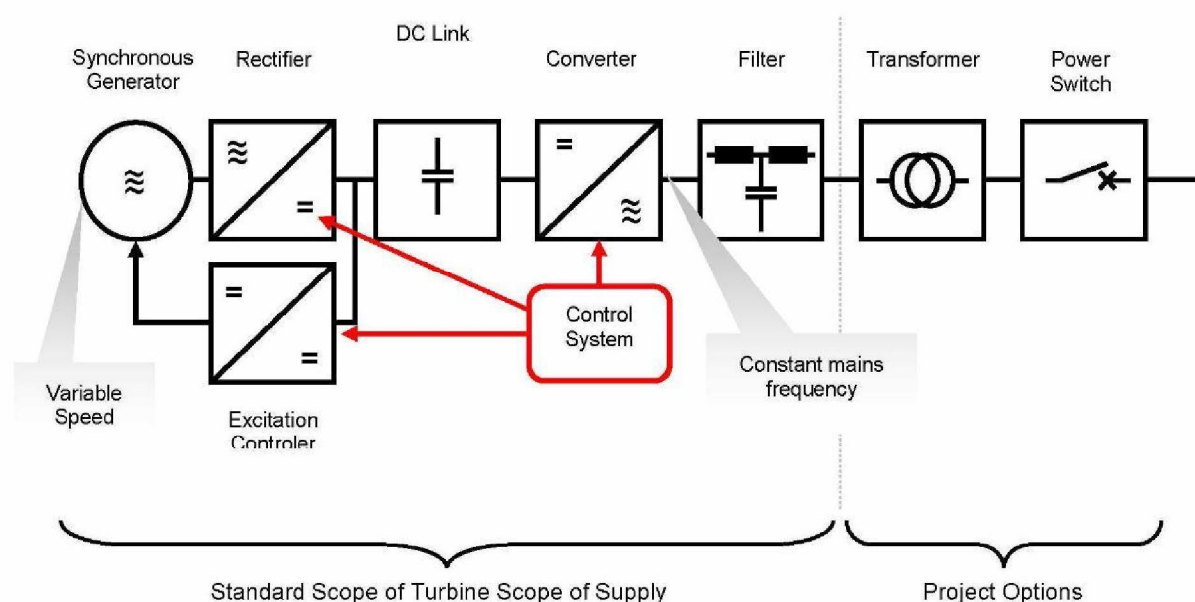 DC Link
Synchronous
Generator
Rectifier
Converter
Filter
Transformer
Power
Switch
Control
System
Variable
Speed
Constant mains
frequency
Excitation
Controler
Standard Scope of Turbine Scope of Supply
Project Options